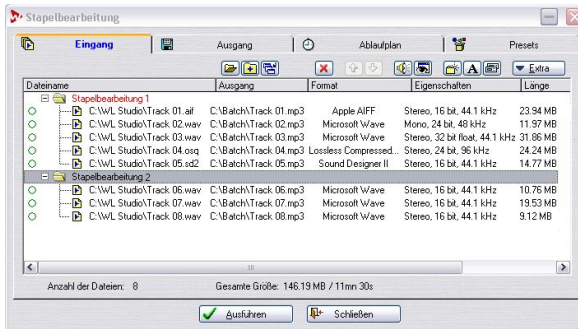 Stapelbearbeitung
Eingang Ausgang Ablaufplan Presets
Extra
Dateiname Ausgang Format Eigenschaften Länge
Stapelbearbeitung 1
C:\WL Studio\Track 01.aif C:\Batch\Track 01.mp3 Apple AIFF Stereo, 16 bit, 44.1 kHz 23.94 MB
C:\WL Studio\Track 02.wav C:\Batch\Track 02.mp3 Microsoft Wave Mono, 24 bit, 48 kHz 11.97 MB
C:\WL Studio\Track 03.wav C:\Batch\Track 03.mp3 Microsoft Wave Stereo, 32 bit float, 44.1 kHz 31.86 MB
C:\WL Studio\Track 04.osq C:\Batch\Track 04.mp3 Lossless Compressed... Stereo, 24 bit, 96 kHz 24.24 MB
C:\WL Studio\Track 05.sd2 C:\Batch\Track 05.mp3 Sound Designer II Stereo, 16 bit, 44.1 kHz 14.77 MB
Stapelbearbeitung 2
C:\WL Studio\Track 06.wav C:\Batch\Track 06.mp3 Microsoft Wave Stereo, 16 bit, 44.1 kHz 10.76 MB
C:\WL Studio\Track 07.wav C:\Batch\Track 07.mp3 Microsoft Wave Stereo, 16 bit, 44.1 kHz 19.53 MB
C:\WL Studio\Track 08.wav C:\Batch\Track 08.mp3 Microsoft Wave Stereo, 16 bit, 44.1 kHz 9.12 MB
Anzahl der Dateien: 8 Gesamte Größe: 146.19 MB / 11mn 30s
Ausführen Schließen